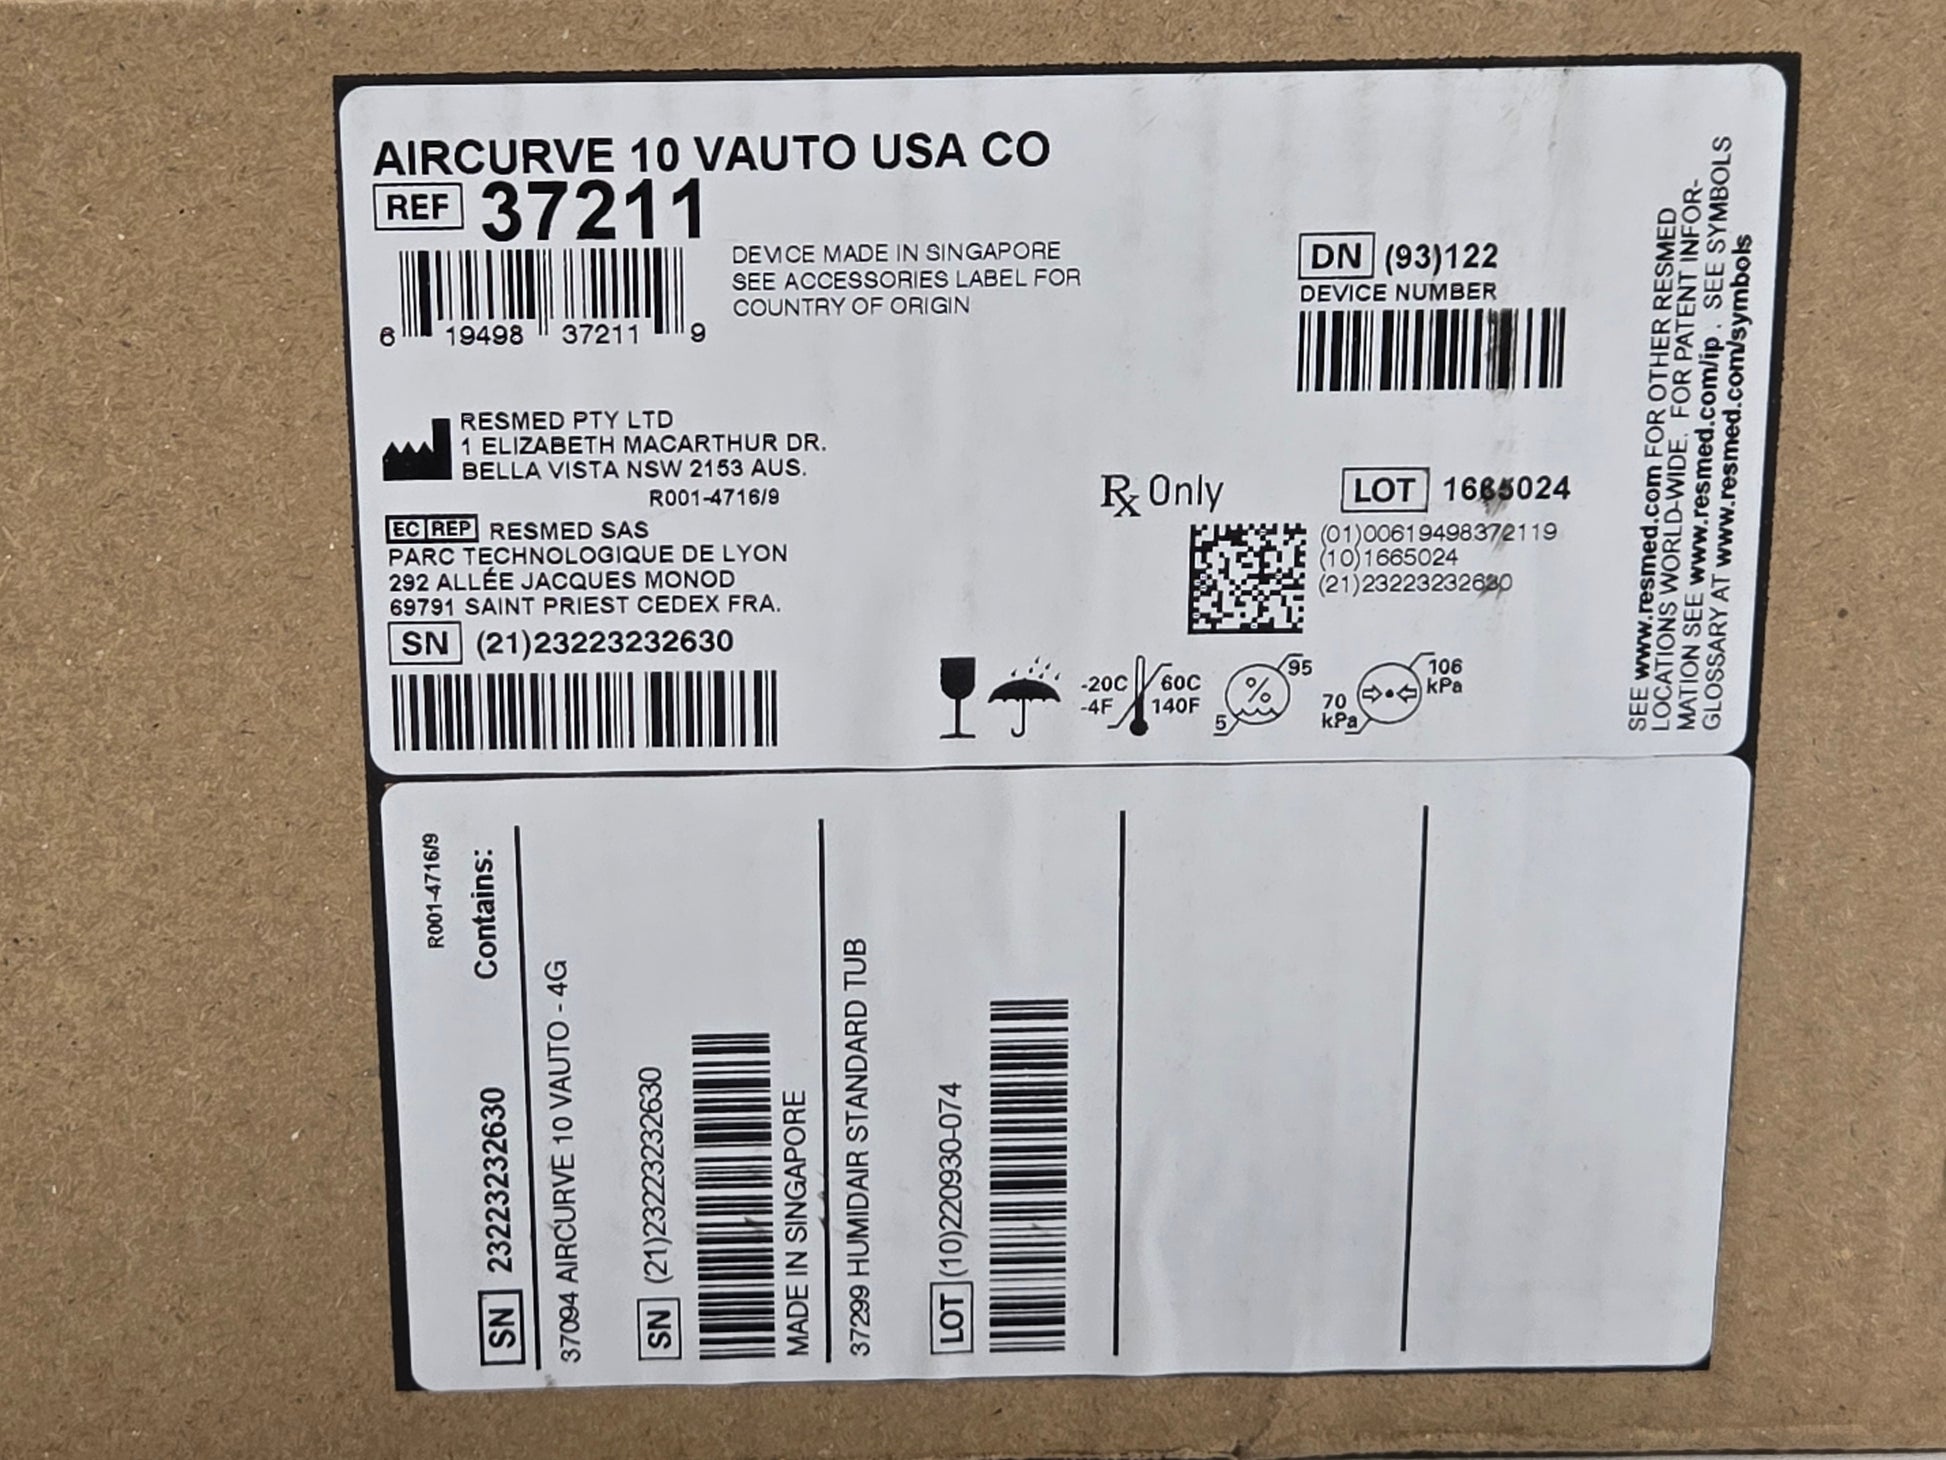 AIRCURVE 10 VAUTO USA CO
REF 37211
6 19498 37211 9
DEVICE MADE IN SINGAPORE
SEE ACCESSORIES LABEL FOR
COUNTRY OF ORIGIN
DN (93)122
DEVICE NUMBER
RESMED PTY LTD
1 ELIZABETH MACARTHUR DR.
BELLA VISTA NSW 2153 AUS.
R001-4716/9
EC REP RESMED SAS
PARC TECHNOLOGIQUE DE LYON
292 ALLÉE JACQUES MONOD
69791 SAINT PRIEST CEDEX FRA.
SN (21)23223232630
Rx Only
LOT 1665024
(01)00619498372119
(10)1665024
(21)23223232630
-20C
-4F
60C
140F
%
95
5
70
kPa
106
kPa
SEE www.resmed.com FOR OTHER RESMED
LOCATIONS WORLD-WIDE. FOR PATENT INFOR-
MATION SEE www.resmed.com/ip . SEE SYMBOLS
GLOSSARY AT www.resmed.com/symbols
R001-4716/9
SN 23223232630 Contains:
37094 AIRCURVE 10 VAUTO - 4G
SN (21)23223232630
MADE IN SINGAPORE
37299 HUMIDAIR STANDARD TUB
LOT (10)220930-074